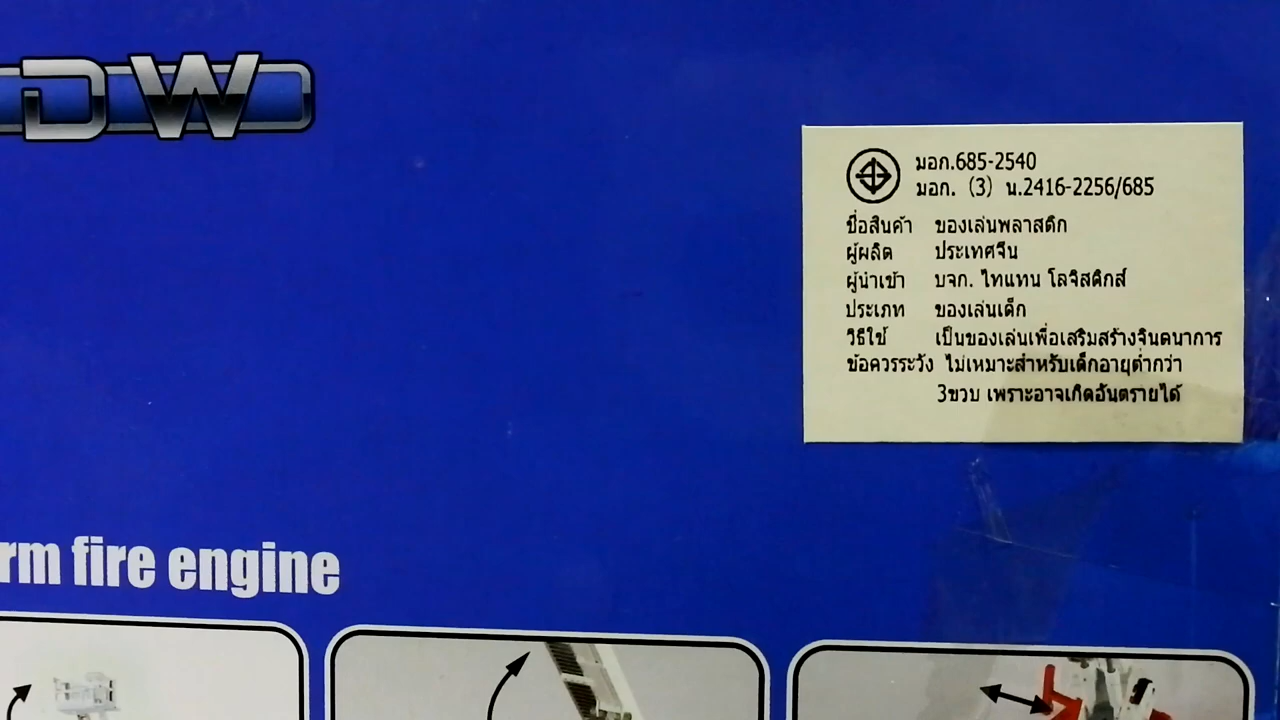 DW
มอก.685-2540
มอก. (3) น.2416-2256/685
ชื่อสินค้า ของเล่นพลาสติก
ผู้ผลิต ประเทศจีน
ผู้นำเข้า บจก. ไทแทน โลจิสติกส์
ประเภท ของเล่นเด็ก
วิธีใช้ เป็นของเล่นเพื่อเสริมสร้างจินตนาการ
ข้อควรระวัง ไม่เหมาะสำหรับเด็กอายุต่ำกว่า
3ขวบ เพราะอาจเกิดอันตรายได้
rm fire engine